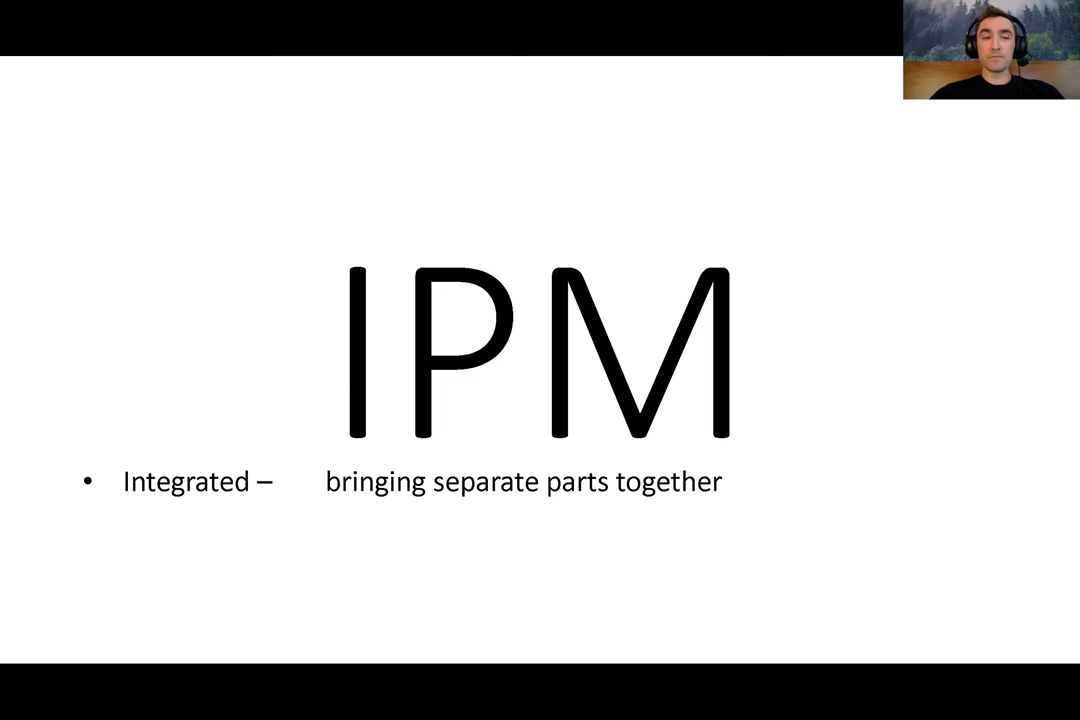 IPM
• Integrated – bringing separate parts together